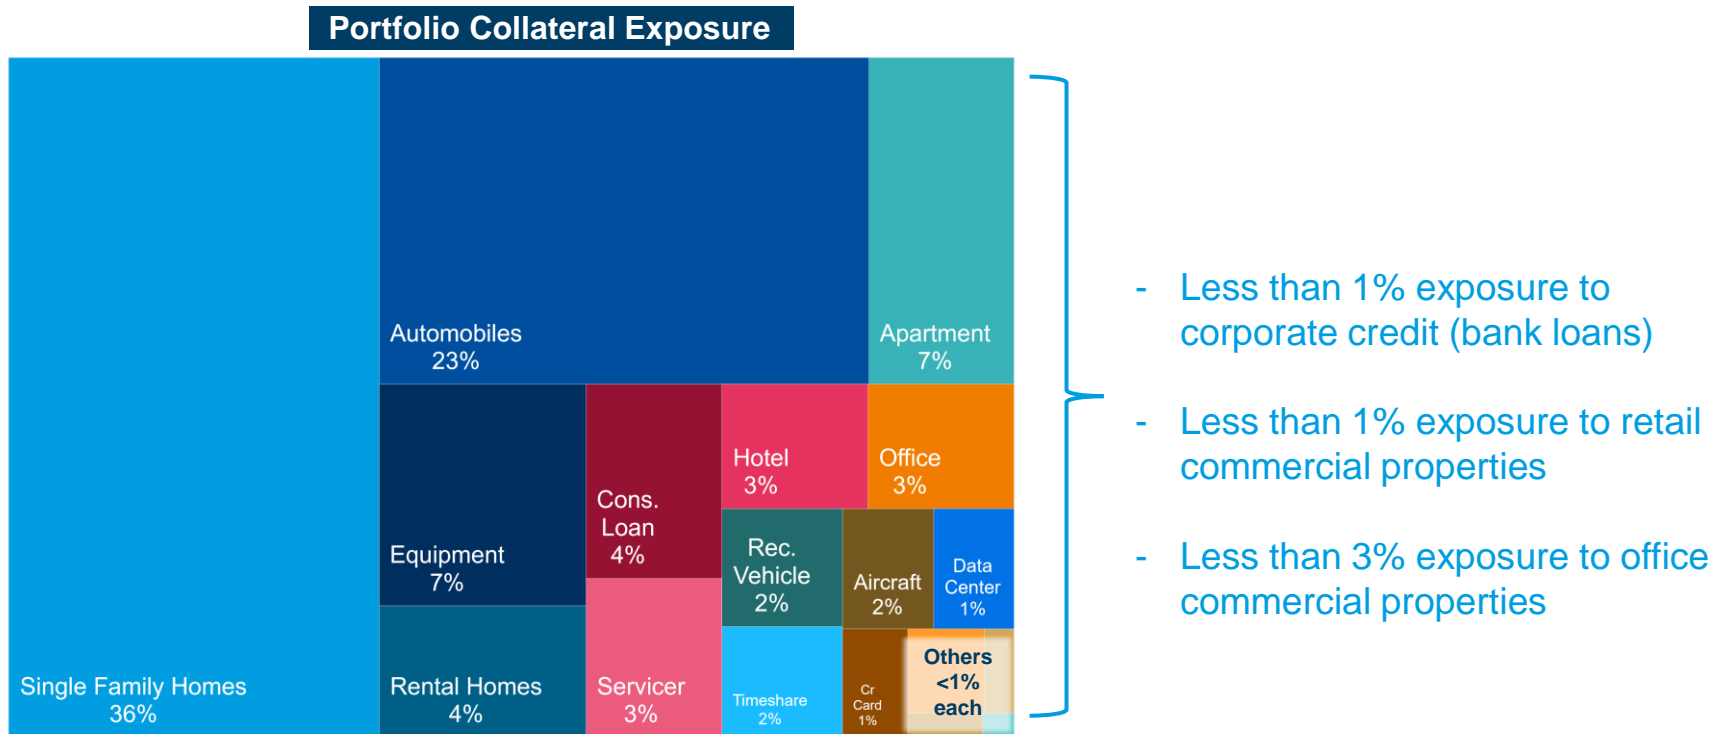 Portfolio Collateral Exposure
Single Family Homes
36%
Automobiles
23%
Apartment
7%
Equipment
7%
Rental Homes
4%
Cons.
Loan
4%
Servicer
3%
Hotel
3%
Office
3%
Rec.
Vehicle
2%
Aircraft
2%
Data
Center
1%
Timeshare
2%
Cr
Card
1%
Others
<1%
each
- Less than 1% exposure to
corporate credit (bank loans)
- Less than 1% exposure to retail
commercial properties
- Less than 3% exposure to office
commercial properties